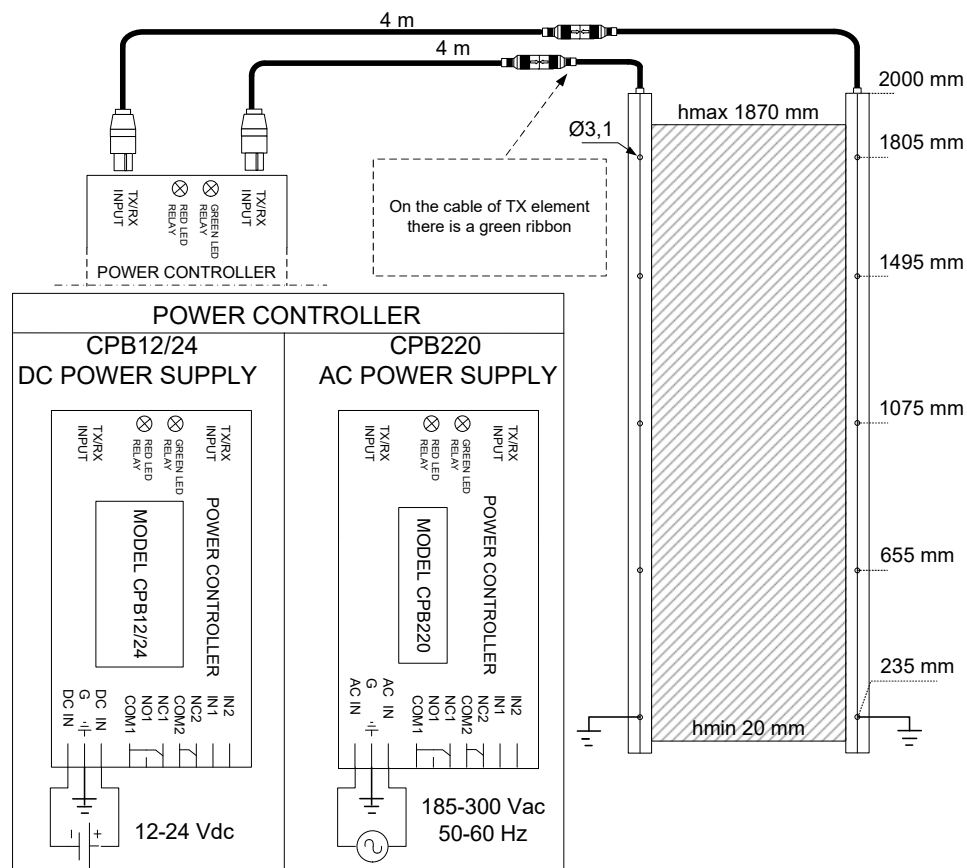 4 m
4 m
2000 mm
hmax 1870 mm
Ø3,1
1805 mm
On the cable of TX element
there is a green ribbon
TX/RX
INPUT
RED LED
RELAY
GREEN LED
RELAY
TX/RX
INPUT
POWER CONTROLLER
1495 mm
1075 mm
655 mm
235 mm
hmin 20 mm
POWER CONTROLLER
CPB12/24
DC POWER SUPPLY
TX/RX
INPUT
RED LED
RELAY
GREEN LED
RELAY
TX/RX
INPUT
POWER CONTROLLER
MODEL CPB12/24
DC IN
G
DC IN
COM1
NO1
NC1
COM2
NC2
IN1
IN2
- +
12-24 Vdc
CPB220
AC POWER SUPPLY
TX/RX
INPUT
RED LED
RELAY
GREEN LED
RELAY
TX/RX
INPUT
POWER CONTROLLER
MODEL CPB220
AC IN
G
AC IN
COM1
NO1
NC1
COM2
NC2
IN1
IN2
185-300 Vac
50-60 Hz